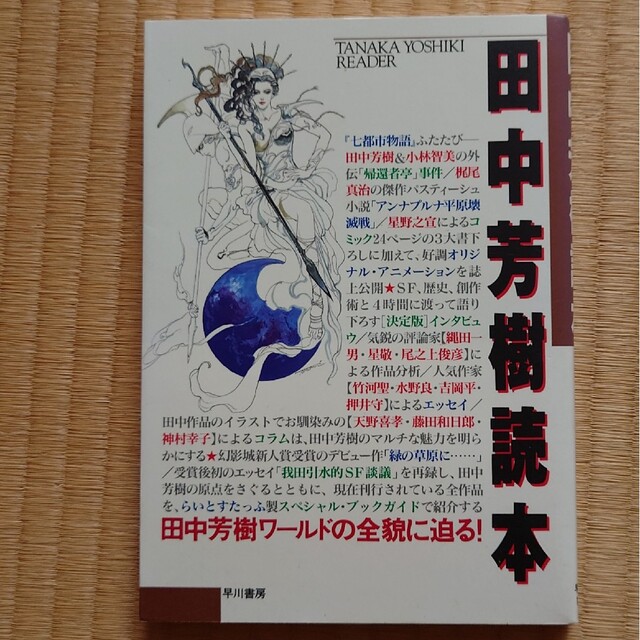 TANAKA YOSHIKI
READER
田中芳樹読本
『七都市物語』ふたたび――
田中芳樹&小林智美の外
伝「帰還者亭」事件／梶尾
真治の傑作パスティーシュ
小説「アンナプルナ平原壊
滅戦」／星野之宣によるコ
ミック24ページの3大書下
ろしに加えて、好調オリジ
ナル・アニメーションを誌
上公開★SF、歴史、創作
術と4時間に渡って語り
下ろす[決定版]インタビュ
ウ／気鋭の評論家【縄田一
男・星敬・尾之上俊彦】に
よる作品分析／人気作家
【竹河聖・水野良・吉岡平・
押井守】によるエッセイ／
田中作品のイラストでお馴染みの【天野喜孝・藤田和日郎・
神村幸子】によるコラムは、田中芳樹のマルチな魅力を明ら
かにする★幻影城新人賞受賞のデビュー作「緑の草原に……」
／受賞後初のエッセイ「我田引水的SF談議」を再録し、田中
芳樹の原点をさぐるとともに、現在刊行されている全作品
を、らいとすたっふ製スペシャル・ブックガイドで紹介する
田中芳樹ワールドの全貌に迫る!
早川書房